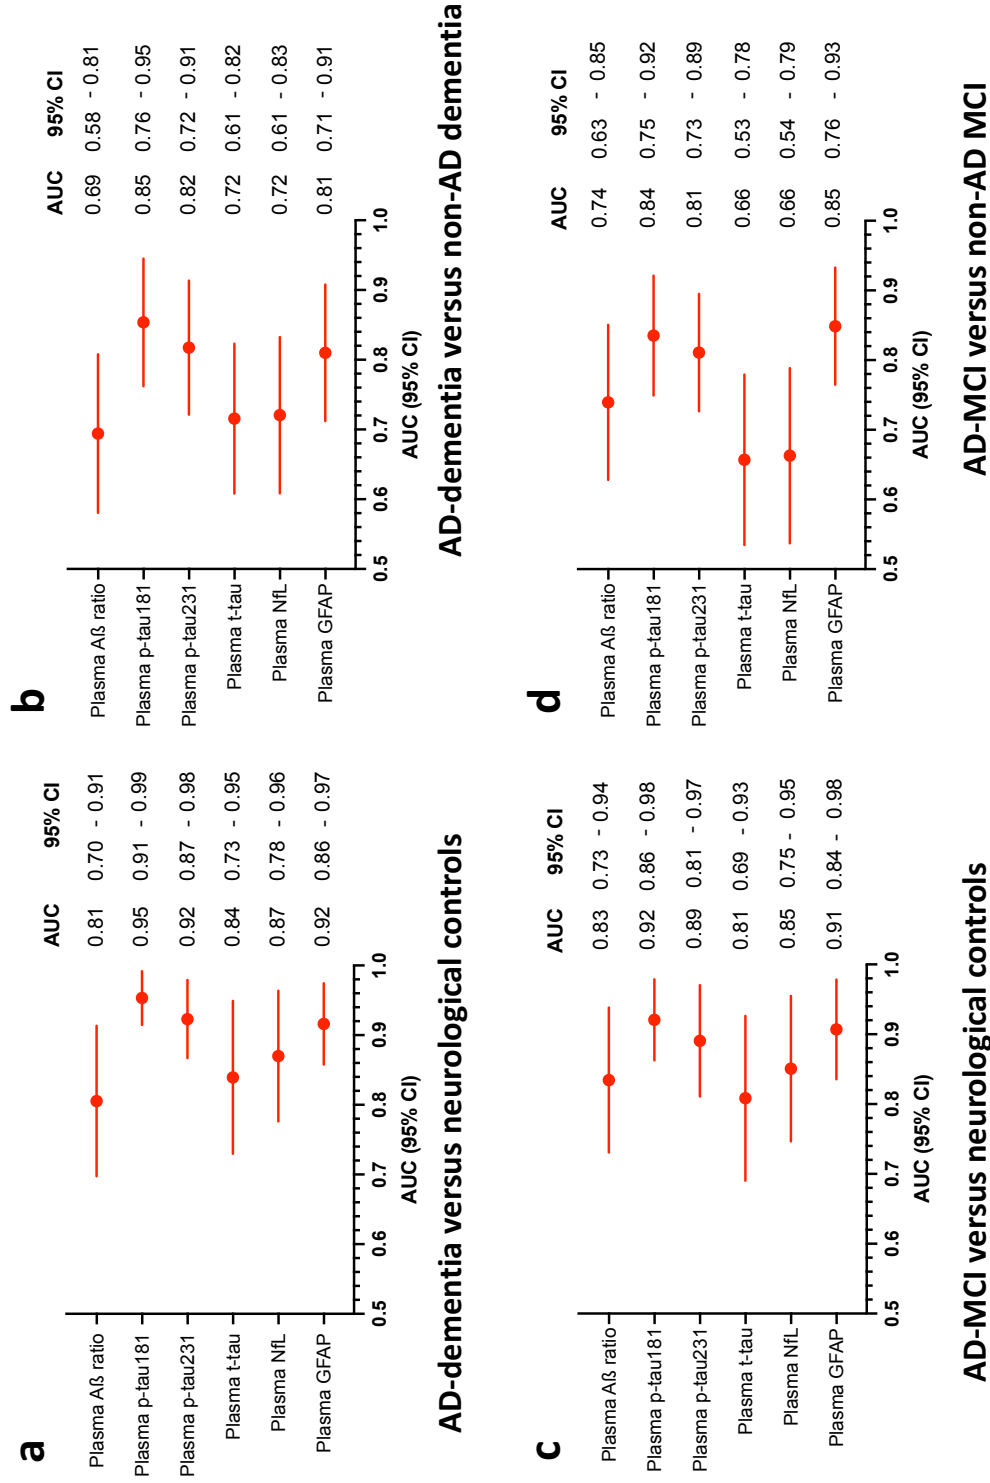 a
AUC 95% CI
Plasma Aß ratio 0.81 0.70 - 0.91
Plasma p-tau181 0.95 0.91 - 0.99
Plasma p-tau231 0.92 0.87 - 0.98
Plasma t-tau 0.84 0.73 - 0.95
Plasma NfL 0.87 0.78 - 0.96
Plasma GFAP 0.92 0.86 - 0.97
0.5 0.6 0.7 0.8 0.9 1.0
AUC (95% CI)
AD-dementia versus neurological controls
b
AUC 95% CI
Plasma Aß ratio 0.69 0.58 - 0.81
Plasma p-tau181 0.85 0.76 - 0.95
Plasma p-tau231 0.82 0.72 - 0.91
Plasma t-tau 0.72 0.61 - 0.82
Plasma NfL 0.72 0.61 - 0.83
Plasma GFAP 0.81 0.71 - 0.91
0.5 0.6 0.7 0.8 0.9 1.0
AUC (95% CI)
AD-dementia versus non-AD dementia
c
AUC 95% CI
Plasma Aß ratio 0.83 0.73 - 0.94
Plasma p-tau181 0.92 0.86 - 0.98
Plasma p-tau231 0.89 0.81 - 0.97
Plasma t-tau 0.81 0.69 - 0.93
Plasma NfL 0.85 0.75 - 0.95
Plasma GFAP 0.91 0.84 - 0.98
0.5 0.6 0.7 0.8 0.9 1.0
AUC (95% CI)
AD-MCI versus neurological controls
d
AUC 95% CI
Plasma Aß ratio 0.74 0.63 - 0.85
Plasma p-tau181 0.84 0.75 - 0.92
Plasma p-tau231 0.81 0.73 - 0.89
Plasma t-tau 0.66 0.53 - 0.78
Plasma NfL 0.66 0.54 - 0.79
Plasma GFAP 0.85 0.76 - 0.93
0.5 0.6 0.7 0.8 0.9 1.0
AUC (95% CI)
AD-MCI versus non-AD MCI